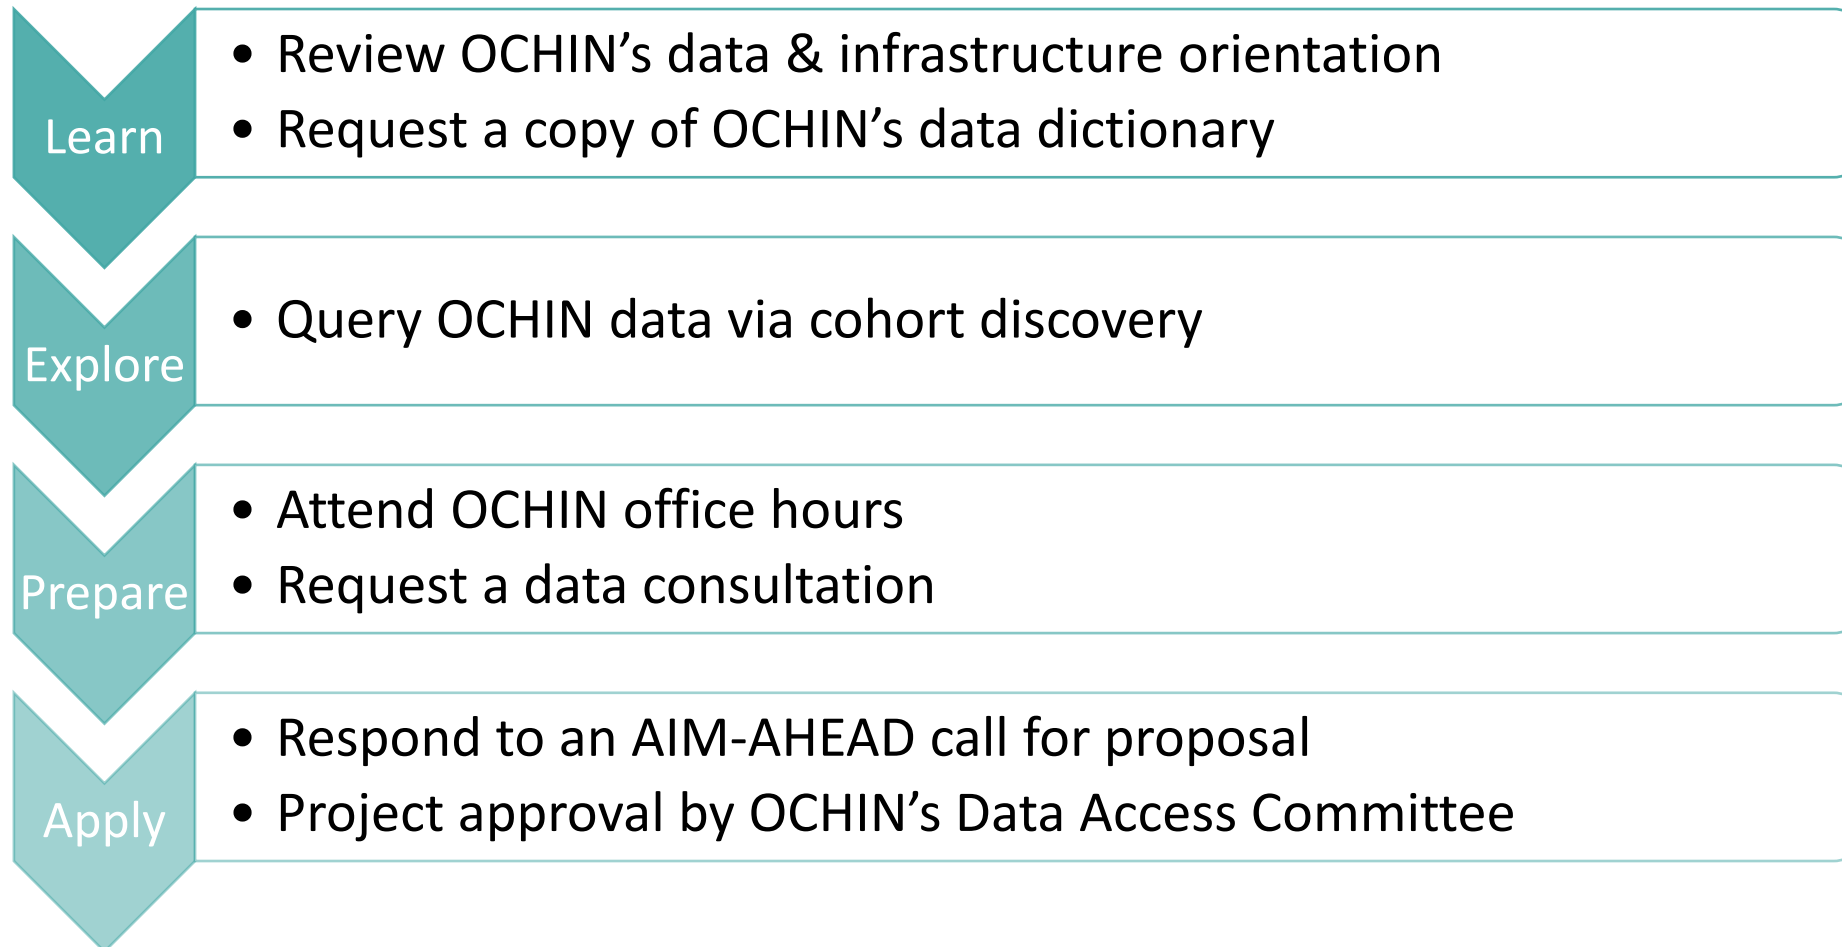 Learn
• Review OCHIN’s data & infrastructure orientation
• Request a copy of OCHIN’s data dictionary
Explore
• Query OCHIN data via cohort discovery
Prepare
• Attend OCHIN office hours
• Request a data consultation
Apply
• Respond to an AIM-AHEAD call for proposal
• Project approval by OCHIN’s Data Access Committee